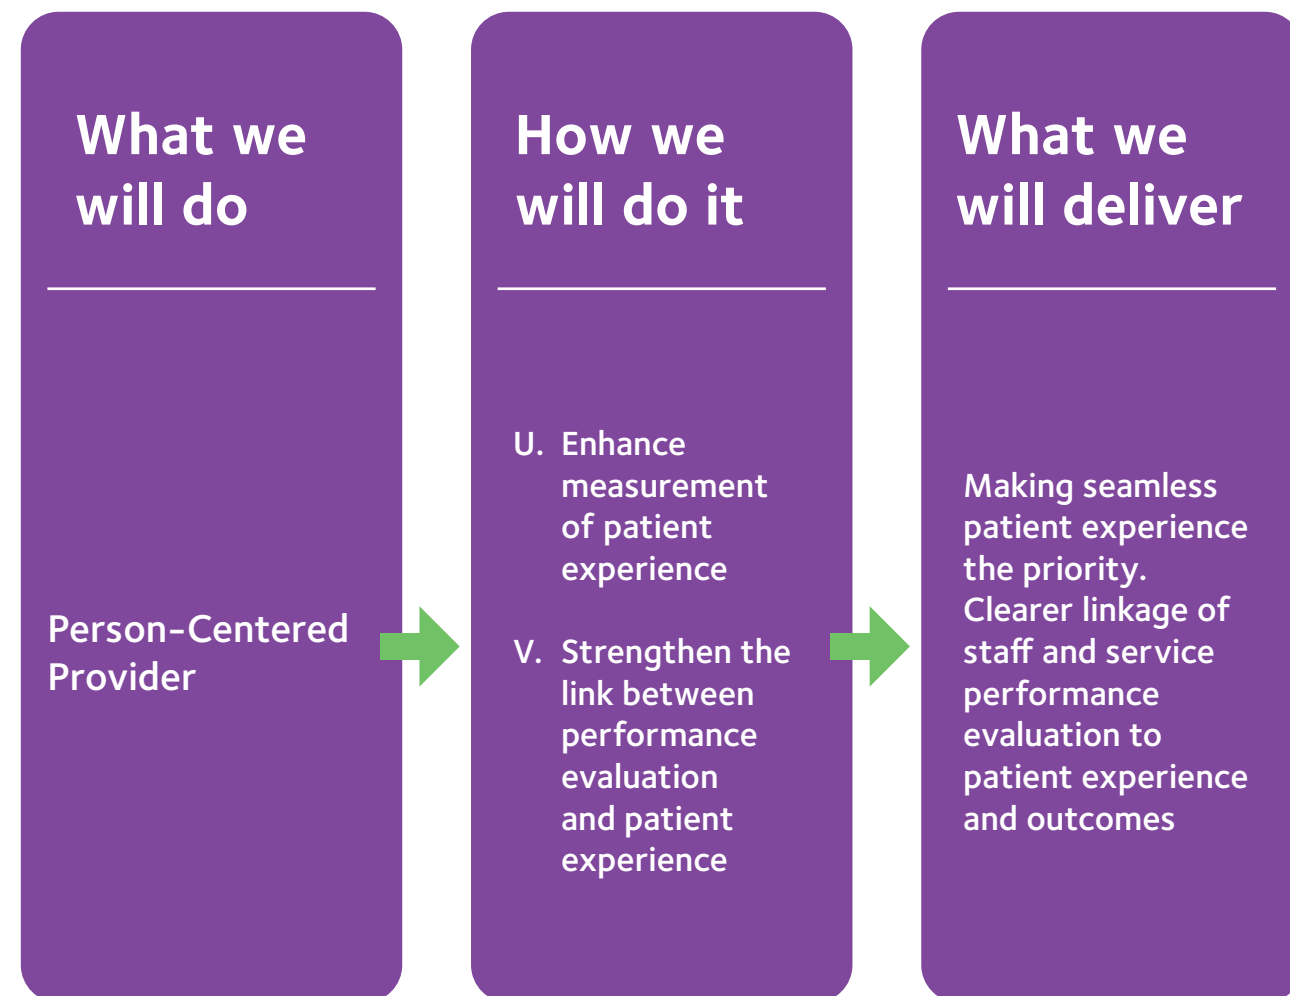 What we
will do
Person-Centered
Provider
How we
will do it
U. Enhance
measurement
of patient
experience
V. Strengthen the
link between
performance
evaluation
and patient
experience
What we
will deliver
Making seamless
patient experience
the priority.
Clearer linkage of
staff and service
performance
evaluation to
patient experience
and outcomes